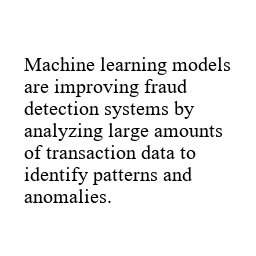 Machine learning models
are improving fraud
detection systems by
analyzing large amounts
of transaction data to
identify patterns and
anomalies.